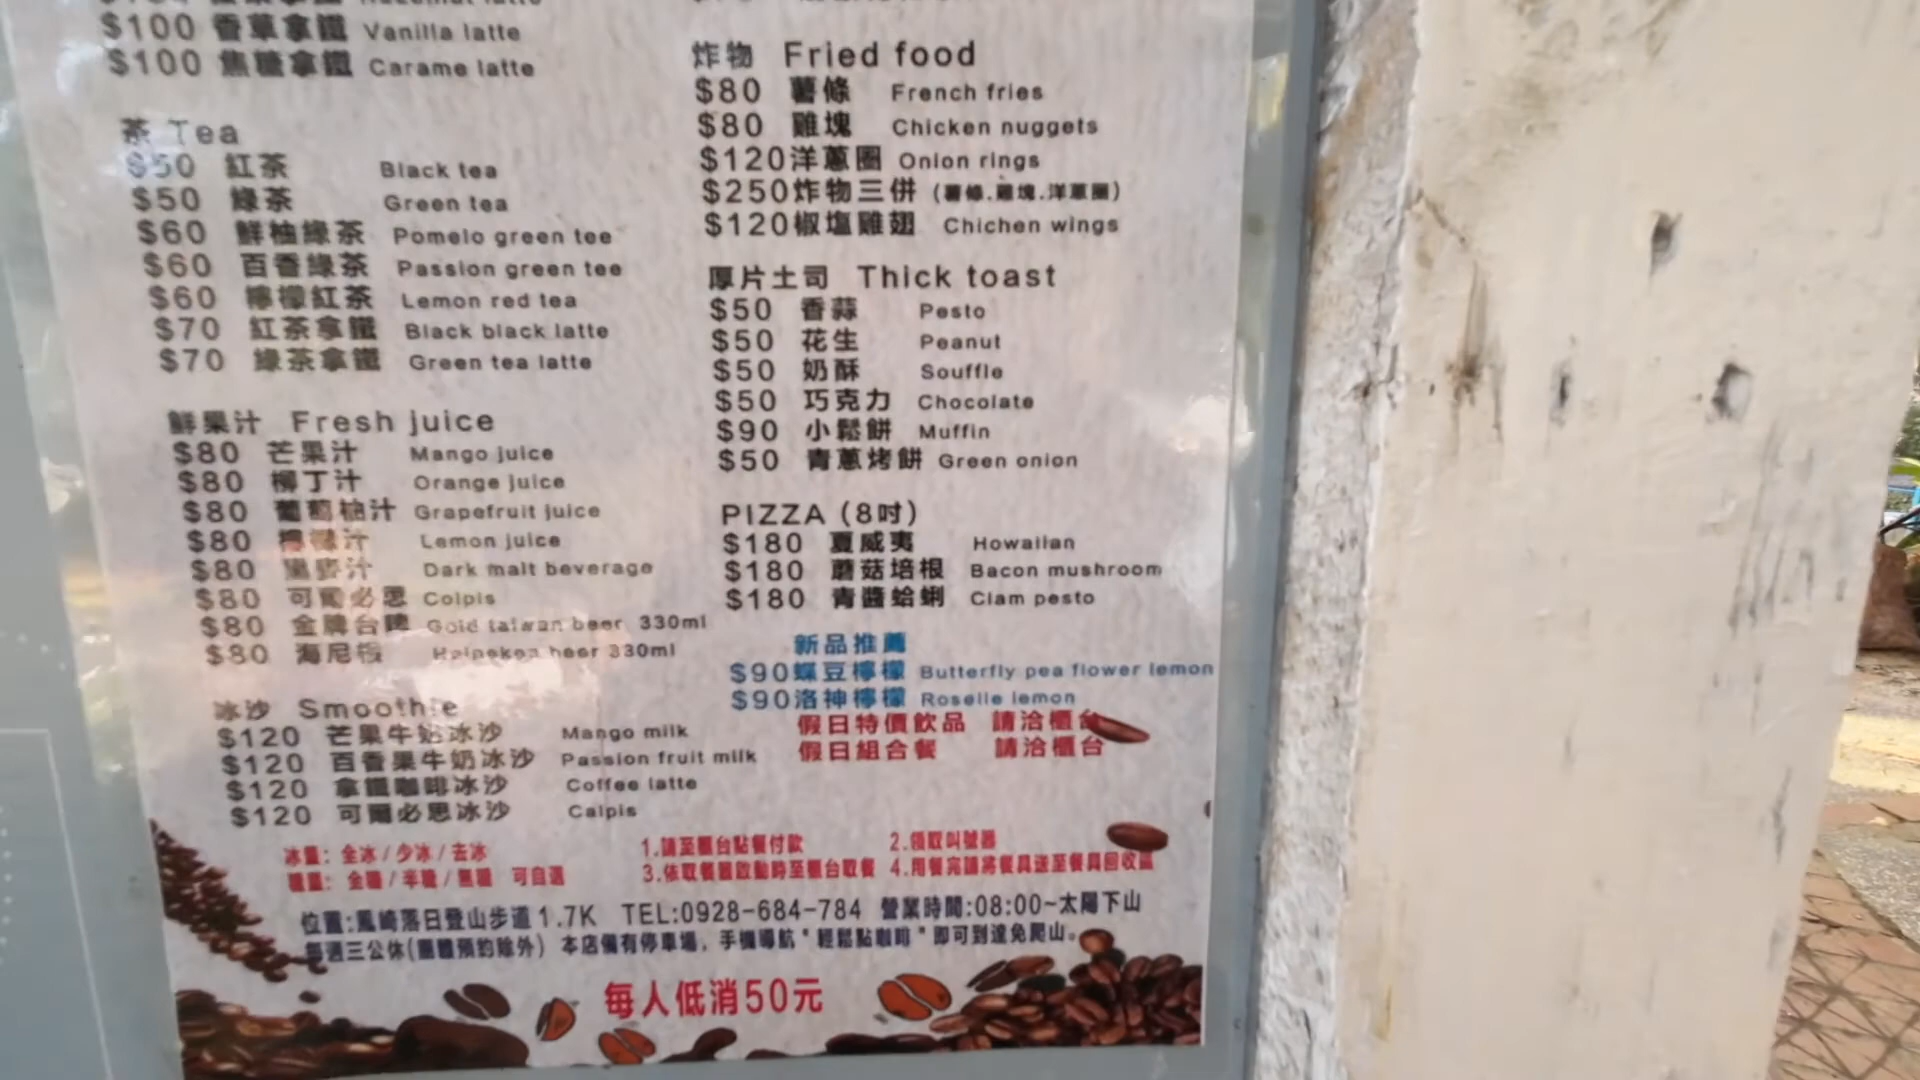 $100 香草拿鐵 Vanilla latte
$100 焦糖拿鐵 Carame latte
茶 Tea
$50 紅茶 Black tea
$50 綠茶 Green tea
$60 鮮柚綠茶 Pomelo green tee
$60 百香綠茶 Passion green tee
$60 檸檬紅茶 Lemon red tea
$70 紅茶拿鐵 Black black latte
$70 綠茶拿鐵 Green tea latte
鮮果汁 Fresh juice
$80 芒果汁 Mango juice
$80 柳丁汁 Orange juice
$80 葡萄柚汁 Grapefruit juice
$80 檸檬汁 Lemon juice
$80 黑麥汁 Dark malt beverage
$80 可爾必思 Colpis
$80 金牌台啤 Gold taiwan beer 330ml
$80 海尼根 Heineken beer 330ml
冰沙 Smoothie
$120 芒果牛奶冰沙 Mango milk
$120 百香果牛奶冰沙 Passion fruit milk
$120 拿鐵咖啡冰沙 Coffee latte
$120 可爾必思冰沙 Calpis
炸物 Fried food
$80 薯條 French fries
$80 雞塊 Chicken nuggets
$120洋蔥圈 Onion rings
$250炸物三併 (薯條.雞塊.洋蔥圈)
$120椒塩雞翅 Chichen wings
厚片土司 Thick toast
$50 香蒜 Pesto
$50 花生 Peanut
$50 奶酥 Souffle
$50 巧克力 Chocolate
$90 小鬆餅 Muffin
$50 青蔥烤餅 Green onion
PIZZA (8吋)
$180 夏威夷 Howaiian
$180 蘑菇培根 Bacon mushroom
$180 青醬蛤蜊 Clam pesto
新品推薦
$90蝶豆檸檬 Butterfly pea flower lemon
$90洛神檸檬 Roselle lemon
假日特價飲品 請洽櫃台
假日組合餐 請洽櫃台
冰量: 全冰/少冰/去冰
糖量: 全糖/半糖/無糖 可自選
1.請至櫃台點餐付款 2.領取叫號器
3.依取餐器啟動時至櫃台取餐 4.用餐完請將餐具送至餐具回收區
位置:鳳崎落日登山步道1.7K TEL:0928-684-784 營業時間:08:00~太陽下山
每週三公休(團體預約除外) 本店備有停車場，手機導航"輕鬆點咖啡"即可到達免爬山。
每人低消50元